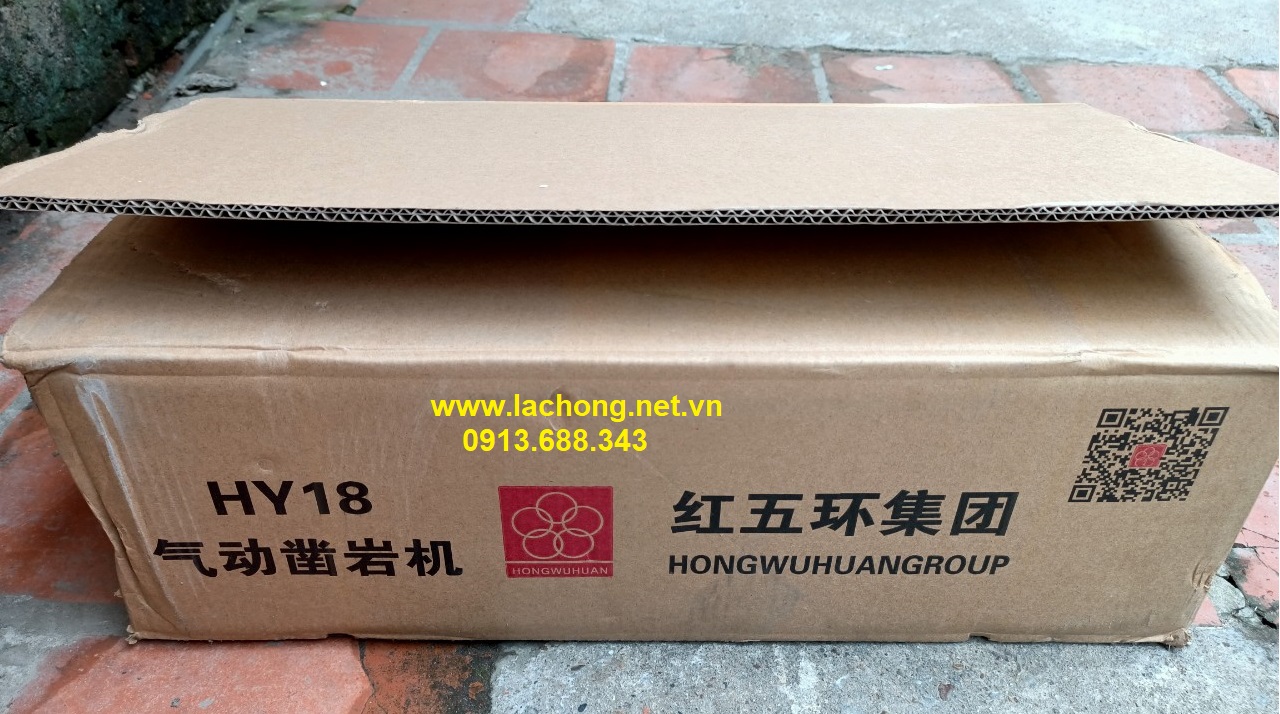 www.lachong.net.vn
0913.688.343
HY18
气动凿岩机
HONGWUHUAN
红五环集团
HONGWUHUANGROUP